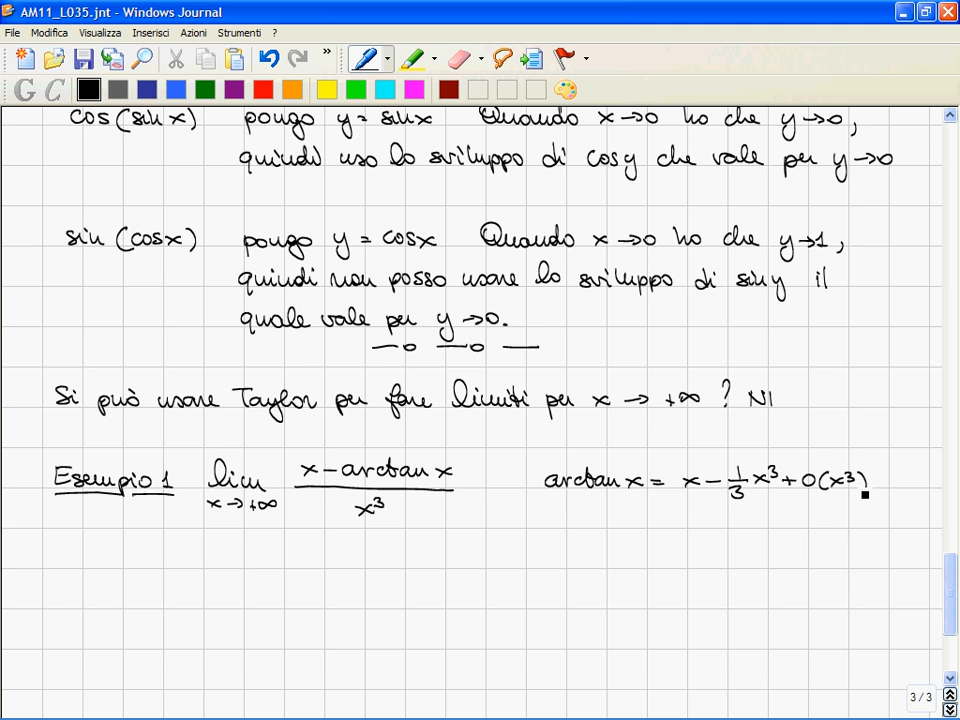 AM11_L035.jnt - Windows Journal
File Modifica Visualizza Inserisci Azioni Strumenti ?
»
G C
cos(sin x) pongo y = sin x Quando x→0 ho che y→0,
quindi uso lo sviluppo di cos y che vale per y→0
sin (cos x) pongo y = cos x Quando x→0 ho che y→1,
quindi non posso usare lo sviluppo di sin y il
quale vale per y→0.
—o —o —
Si può usare Taylor per fare limiti per x → +∞ ? NI
Esempio 1 lim x→+∞ (x - arctan x) / x³ arctan x = x - 1/3 x³ + o(x³)
3 / 3